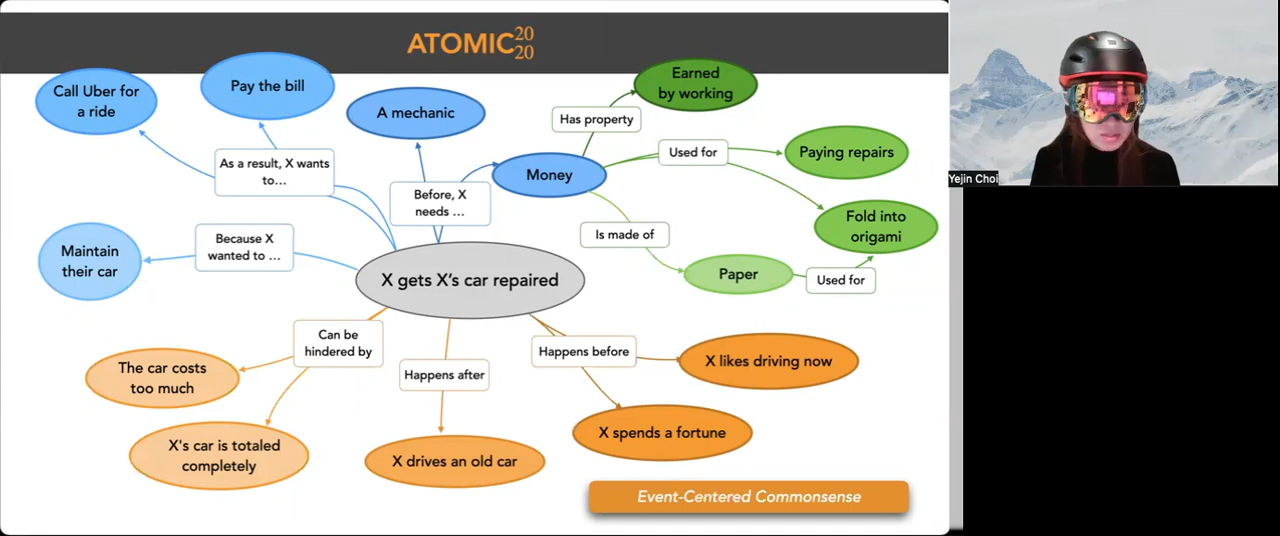 ATOMIC 20 20
Call Uber for
a ride
Pay the bill
A mechanic
Earned
by working
Has property
As a result, X wants
to...
Before, X
needs ...
Money
Used for
Paying repairs
Fold into
origami
Is made of
Paper
Used for
Maintain
their car
Because X
wanted to ...
X gets X's car repaired
Can be
hindered by
The car costs
too much
X's car is totaled
completely
Happens after
X drives an old car
Happens before
X likes driving now
X spends a fortune
Event-Centered Commonsense
Yejin Choi